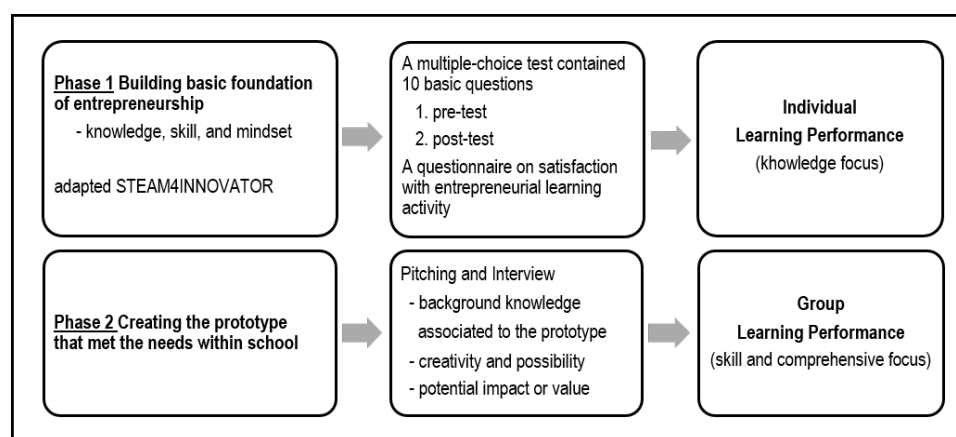 Phase 1 Building basic foundation
of entrepreneurship
- knowledge, skill, and mindset
adapted STEAM4INNOVATOR
A multiple-choice test contained
10 basic questions
1. pre-test
2. post-test
A questionnaire on satisfaction
with entrepreneurial learning
activity
Individual
Learning Performance
(khowledge focus)
Phase 2 Creating the prototype
that met the needs within school
Pitching and Interview
- background knowledge
associated to the prototype
- creativity and possibility
- potential impact or value
Group
Learning Performance
(skill and comprehensive focus)